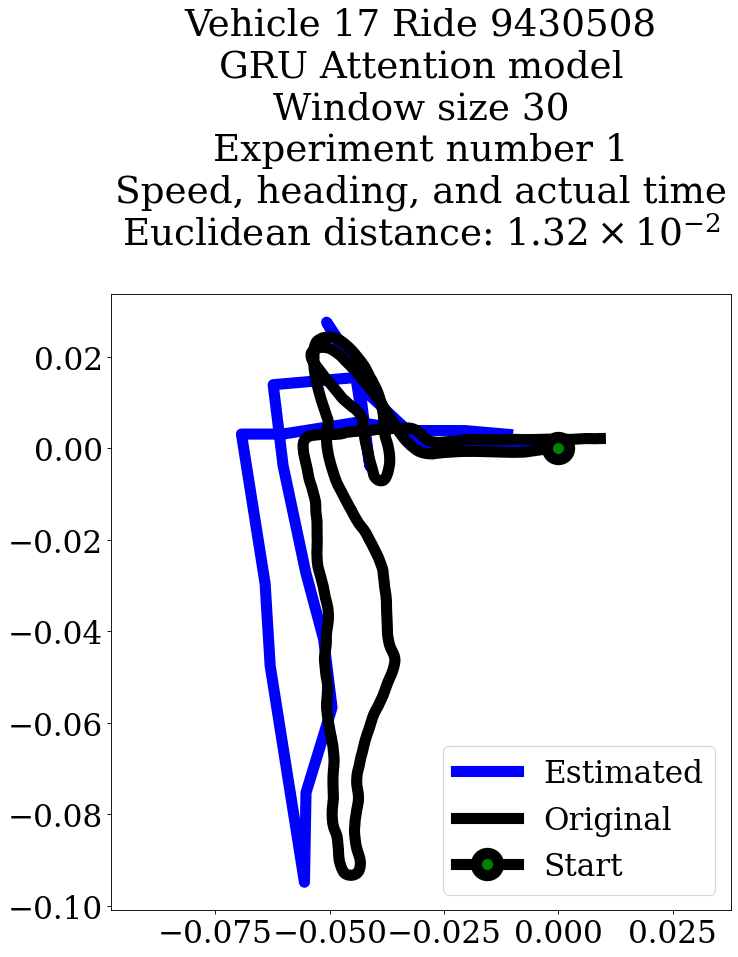 Vehicle 17 Ride 9430508
GRU Attention model
Window size 30
Experiment number 1
Speed, heading, and actual time
Euclidean distance: 1.32 × 10⁻²
0.02
0.00
−0.02
−0.04
−0.06
−0.08
−0.10
Estimated
Original
Start
−0.075 −0.050 −0.025 0.000 0.025